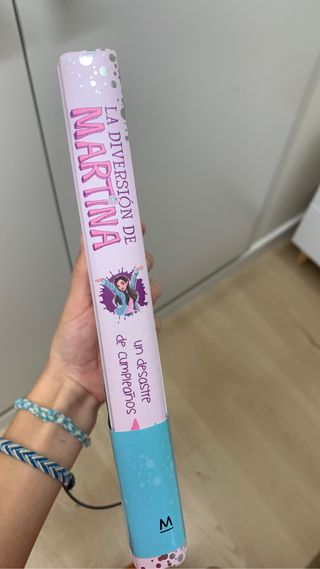 LA DIVERSIÓN DE
MARTINA
un desastre
de cumpleaños
M